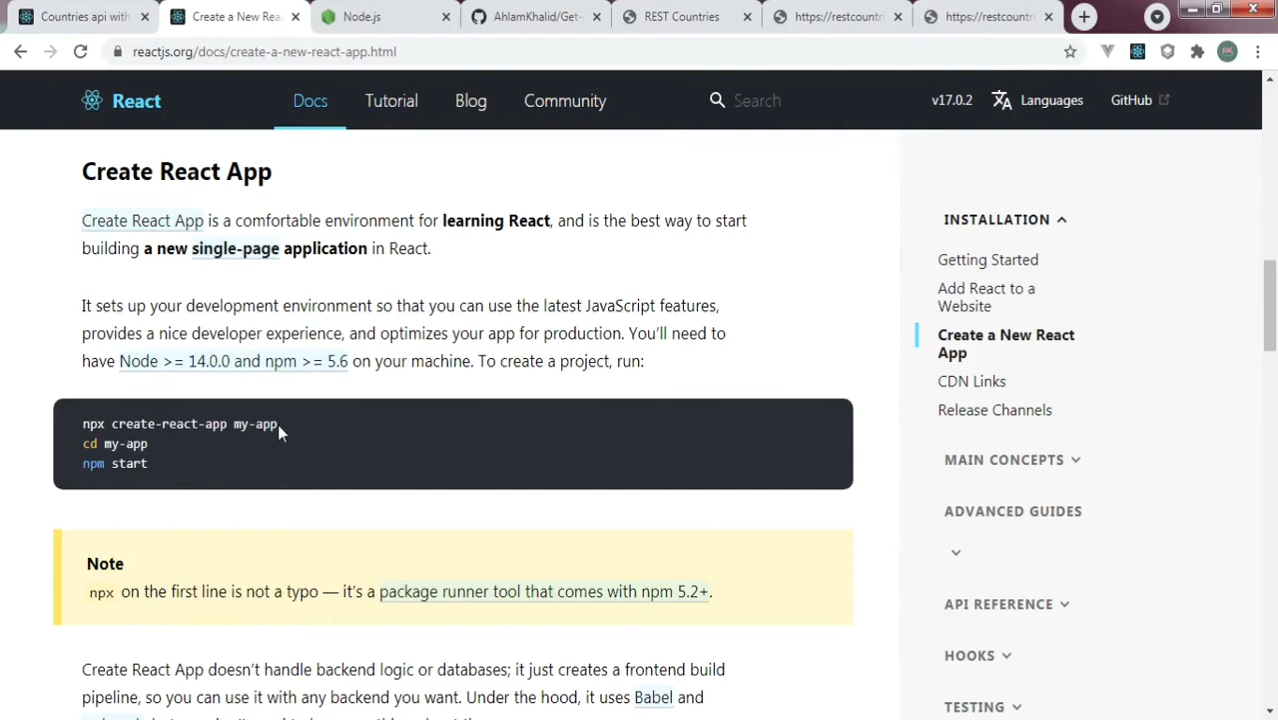 Countries api with
Create a New Rea
Node.js
AhlamKhalid/Get-
REST Countries
https://restcountr
https://restcountr
reactjs.org/docs/create-a-new-react-app.html
React
Docs
Tutorial
Blog
Community
Search
v17.0.2
Languages
GitHub
Create React App
Create React App is a comfortable environment for learning React, and is the best way to start
building a new single-page application in React.
It sets up your development environment so that you can use the latest JavaScript features,
provides a nice developer experience, and optimizes your app for production. You'll need to
have Node >= 14.0.0 and npm >= 5.6 on your machine. To create a project, run:
npx create-react-app my-app
cd my-app
npm start
Note
npx on the first line is not a typo — it's a package runner tool that comes with npm 5.2+.
Create React App doesn't handle backend logic or databases; it just creates a frontend build
pipeline, so you can use it with any backend you want. Under the hood, it uses Babel and
INSTALLATION
Getting Started
Add React to a
Website
Create a New React
App
CDN Links
Release Channels
MAIN CONCEPTS
ADVANCED GUIDES
API REFERENCE
HOOKS
TESTING